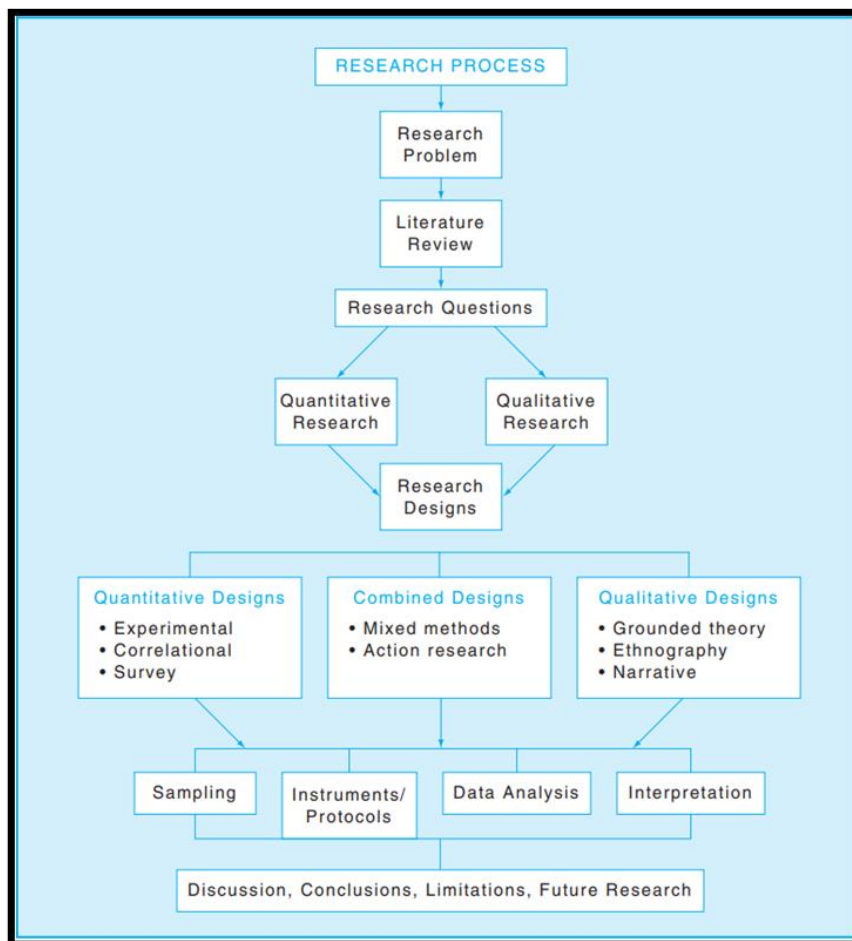 RESEARCH PROCESS
Research
Problem
Literature
Review
Research Questions
Quantitative
Research
Qualitative
Research
Research
Designs
Quantitative Designs
• Experimental
• Correlational
• Survey
Combined Designs
• Mixed methods
• Action research
Qualitative Designs
• Grounded theory
• Ethnography
• Narrative
Sampling
Instruments/
Protocols
Data Analysis
Interpretation
Discussion, Conclusions, Limitations, Future Research